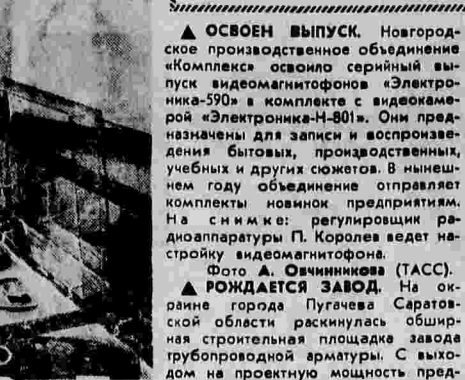 ▲ ОСВОЕН ВЫПУСК. Новгород-
ское производственное объединение
«Комплекс» освоило серийный вы-
пуск видеомагнитофонов «Электро-
ника-590» в комплекте с видеокаме-
рой «Электроника-Н-801». Они пред-
назначены для записи и воспроизве-
дения бытовых, производственных,
учебных и других сюжетов. В нынеш-
нем году объединение отправляет
комплекты новинок предприятиям.
На снимке: регулировщик ра-
диоаппаратуры П. Королев ведет на-
стройку видеомагнитофона.
Фото А. Овчинникова (ТАСС).
▲ РОЖДАЕТСЯ ЗАВОД. На ок-
раине города Пугачева Саратов-
ской области раскинулась обшир-
ная строительная площадка завода
трубопроводной арматуры. С выхо-
дом на проектную мощность пред-